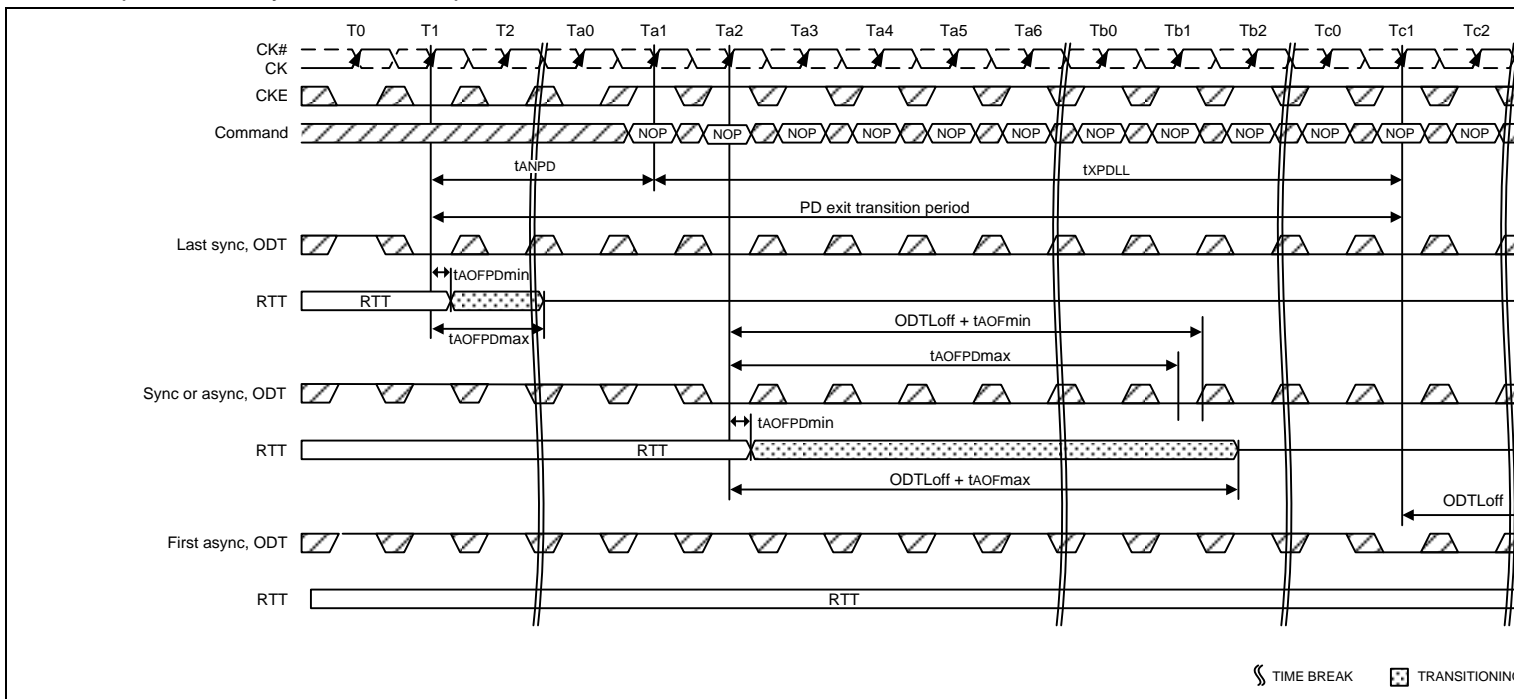 T0 T1 T2 Ta0 Ta1 Ta2 Ta3 Ta4 Ta5 Ta6 Tb0 Tb1 Tb2 Tc0 Tc1 Tc2
CK#
CK
CKE
Command NOP NOP NOP NOP NOP NOP NOP NOP NOP NOP NOP NOP
tANPD tXPDLL
PD exit transition period
Last sync, ODT
tAOFPDmin
RTT RTT
tAOFPDmax
ODTLoff + tAOFmin
tAOFPDmax
Sync or async, ODT
tAOFPDmin
RTT RTT
ODTLoff + tAOFmax
ODTLoff
First async, ODT
RTT RTT
TIME BREAK TRANSITIONING